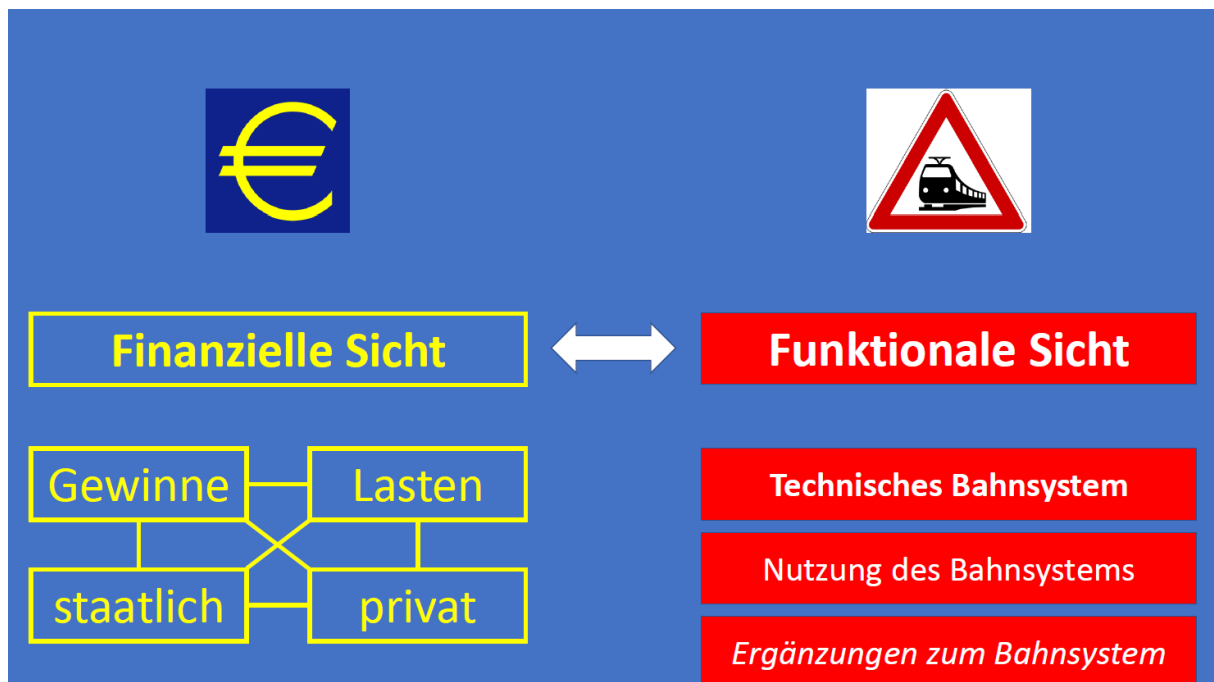 €
Finanzielle Sicht
Funktionale Sicht
Gewinne
Lasten
staatlich
privat
Technisches Bahnsystem
Nutzung des Bahnsystems
Ergänzungen zum Bahnsystem